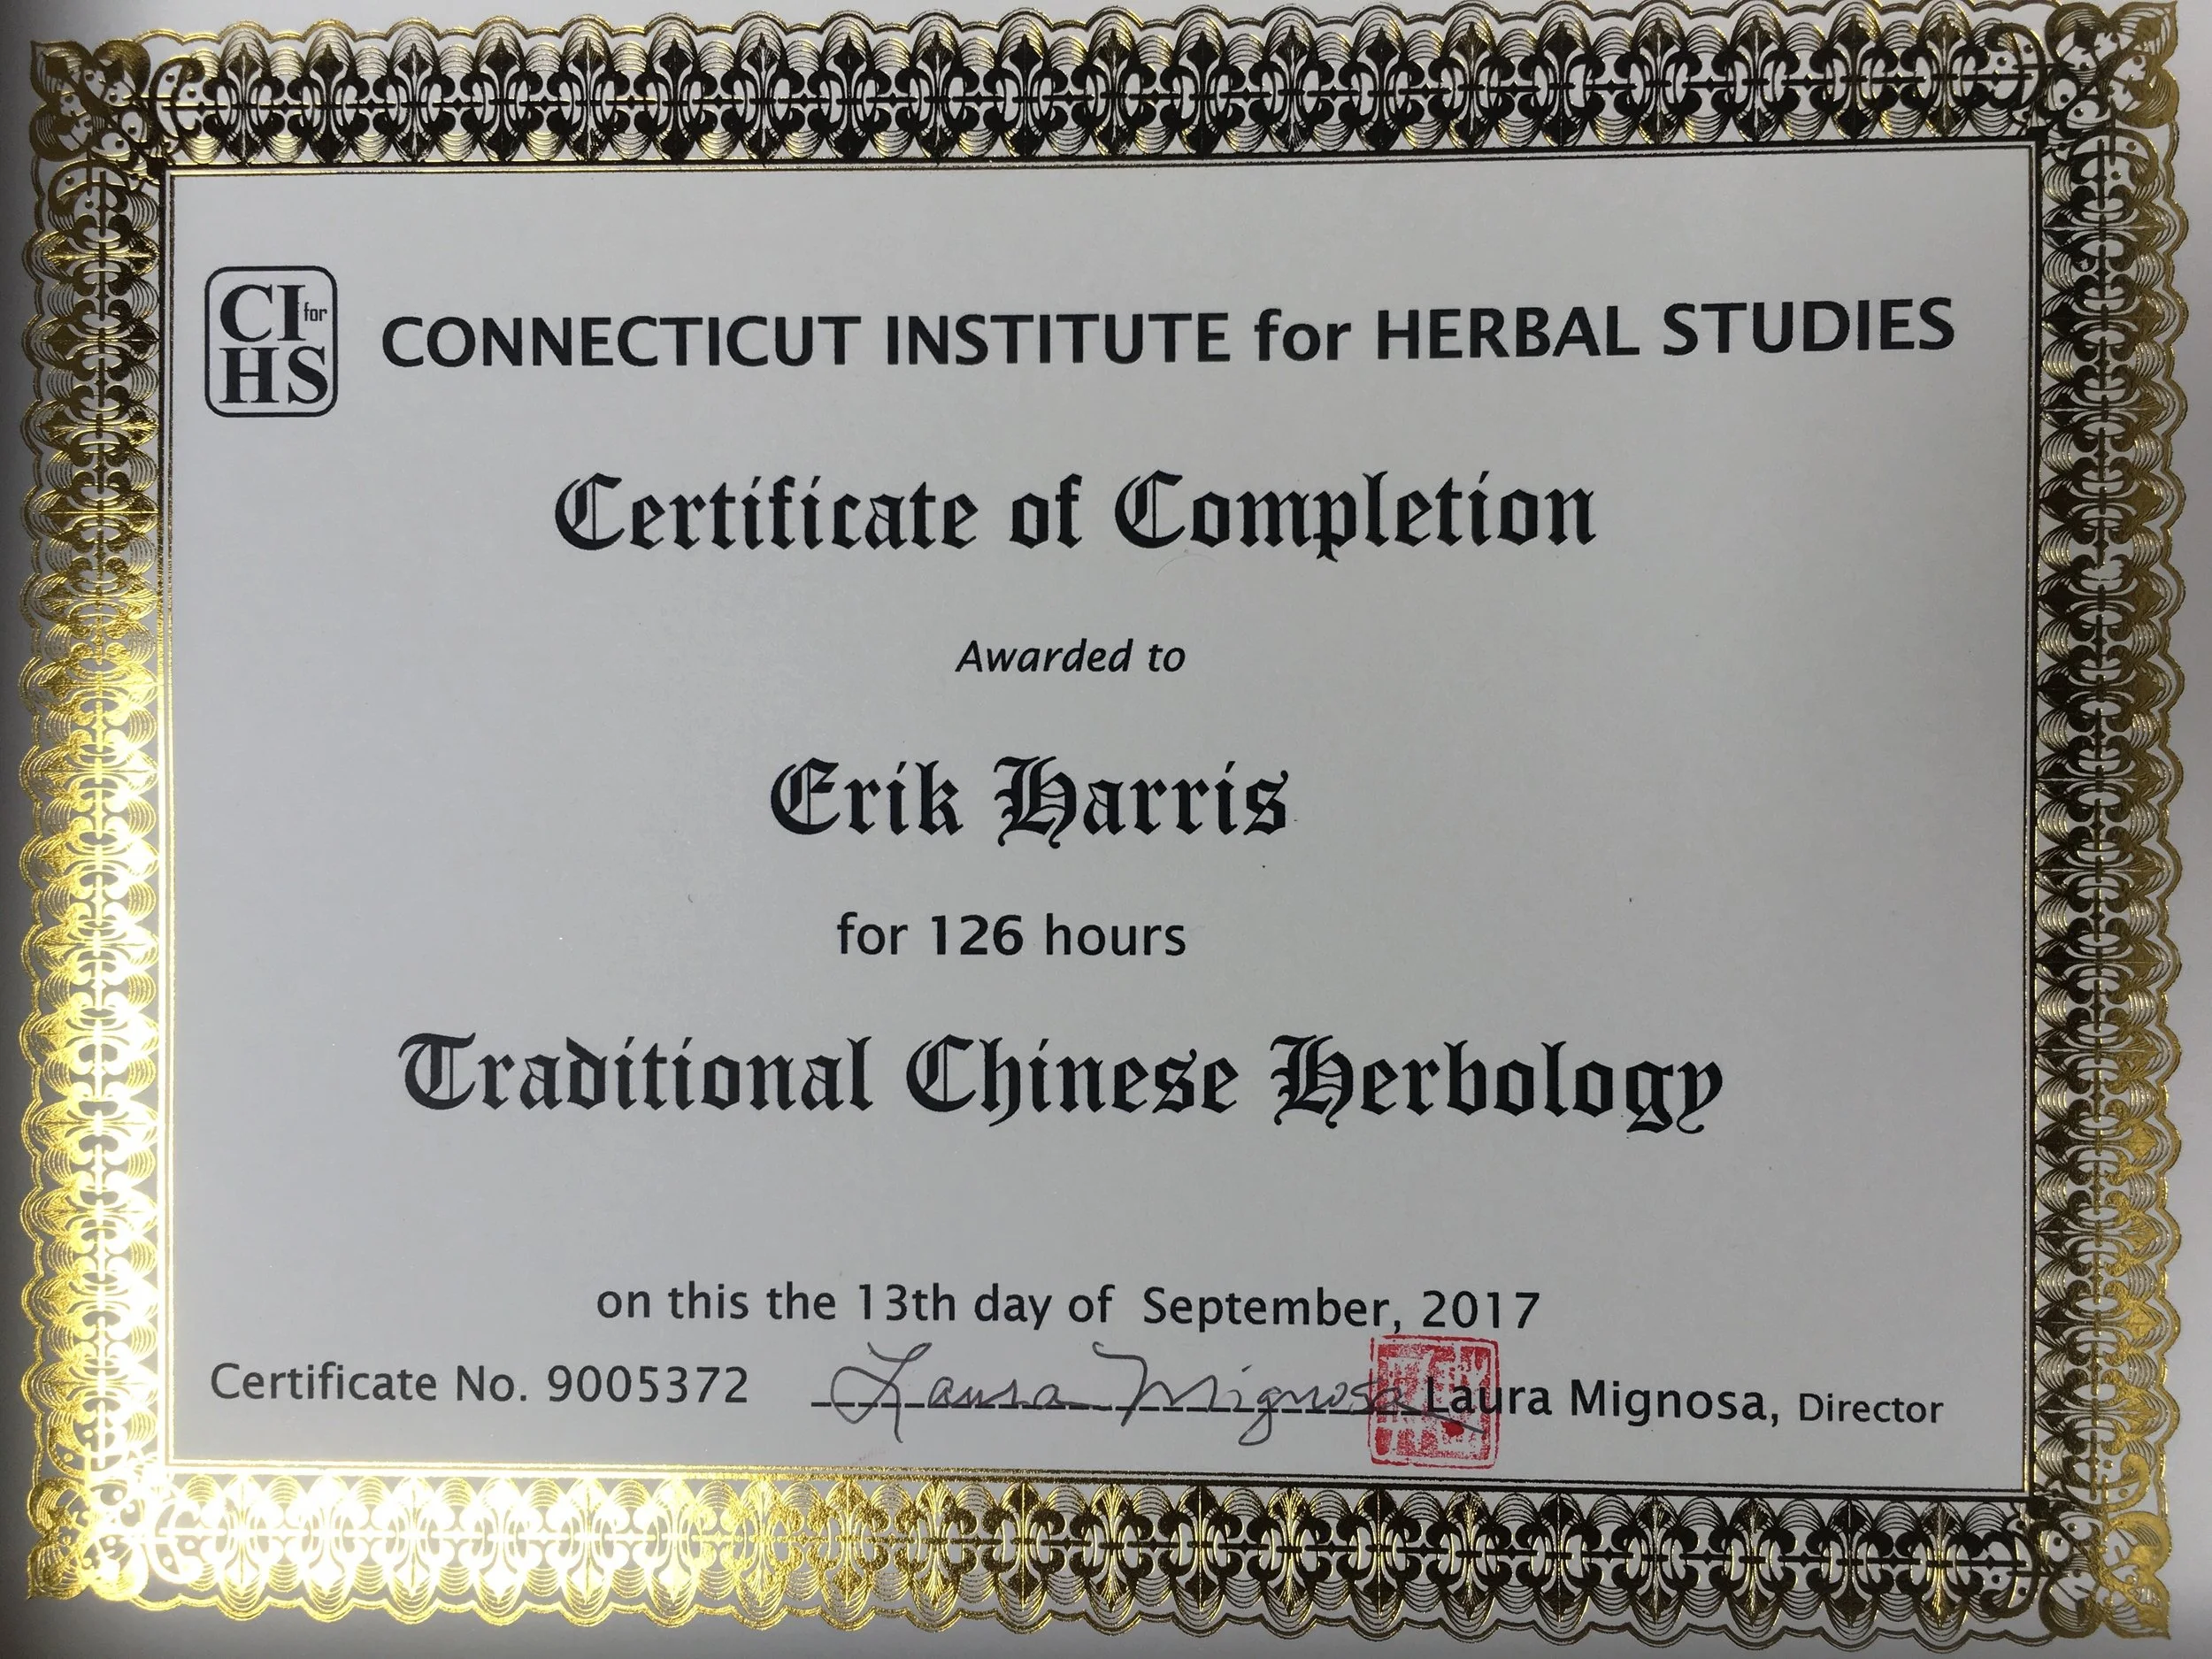 CI for
HS
CONNECTICUT INSTITUTE for HERBAL STUDIES
Certificate of Completion
Awarded to
Erik Harris
for 126 hours
Traditional Chinese Herbology
on this the 13th day of September, 2017
Certificate No. 9005372 Laura Mignosa Laura Mignosa, Director